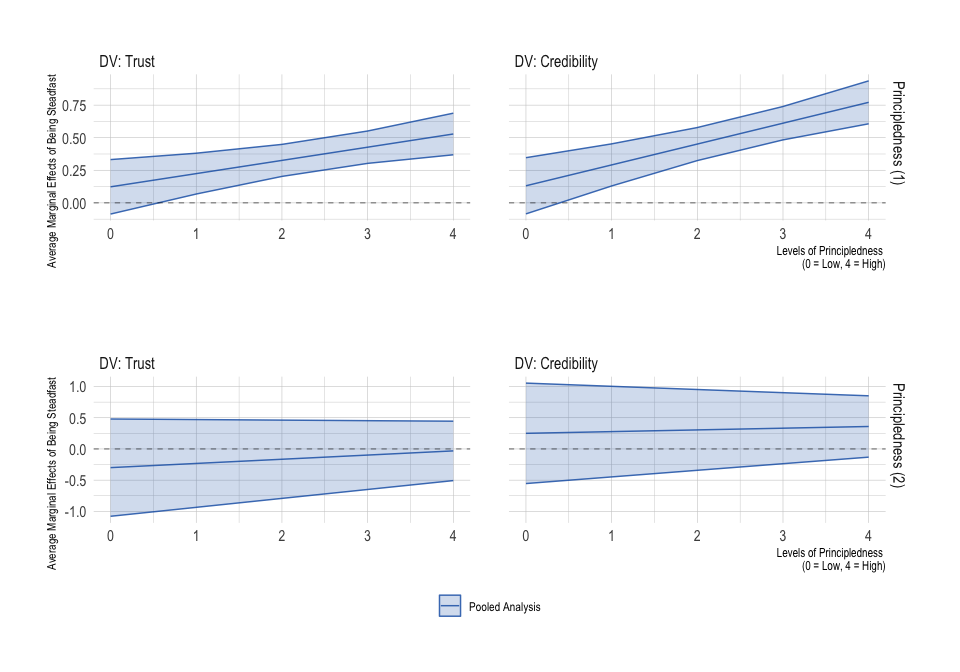 DV: Trust
DV: Credibility
Average Marginal Effects of Being Steadfast
0.75
0.50
0.25
0.00
0 1 2 3 4
0 1 2 3 4
Levels of Principledness
(0 = Low, 4 = High)
Principledness (1)
DV: Trust
DV: Credibility
Average Marginal Effects of Being Steadfast
1.0
0.5
0.0
-0.5
-1.0
0 1 2 3 4
0 1 2 3 4
Levels of Principledness
(0 = Low, 4 = High)
Principledness (2)
Pooled Analysis